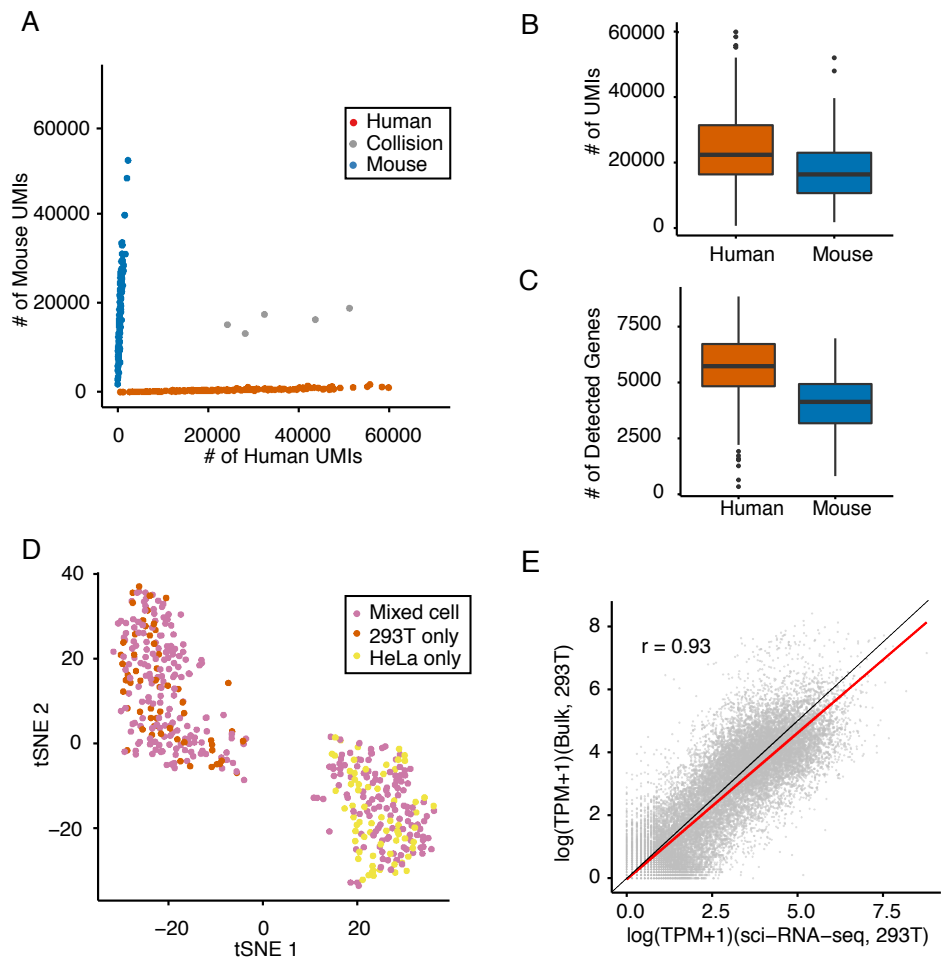 A
# of Mouse UMIs
60000
40000
20000
0
Human
Collision
Mouse
0 20000 40000 60000
# of Human UMIs
B
# of UMIs
60000
40000
20000
0
Human Mouse
C
# of Detected Genes
7500
5000
2500
0
Human Mouse
D
tSNE 2
40
20
0
−20
Mixed cell
293T only
HeLa only
−20 0 20
tSNE 1
E
log(TPM+1)(Bulk, 293T)
8
6
4
2
0
r = 0.93
0.0 2.5 5.0 7.5
log(TPM+1)(sci−RNA−seq, 293T)